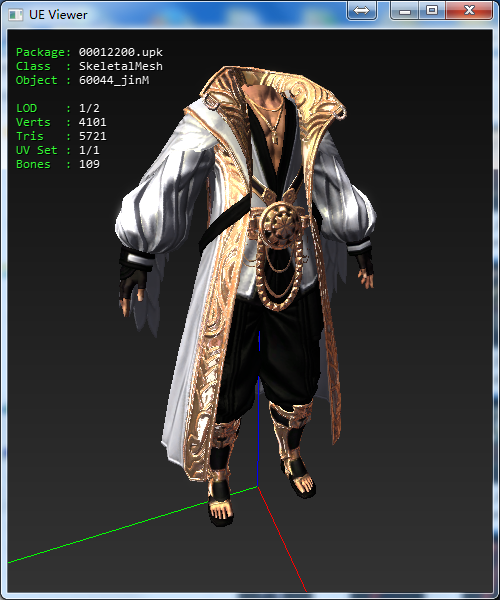 UE Viewer
Package: 00012200.upk
Class : SkeletalMesh
Object : 60044_jinM
LOD : 1/2
Verts : 4101
Tris : 5721
UV Set : 1/1
Bones : 109